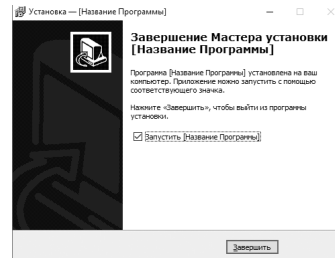 Установка — [Название Программы]
Завершение Мастера установки
[Название Программы]
Программа [Название Программы] установлена на ваш
компьютер. Приложение можно запустить с помощью
соответствующего значка.
Нажмите «Завершить», чтобы выйти из программы
установки.
Запустить [Название Программы]
Завершить